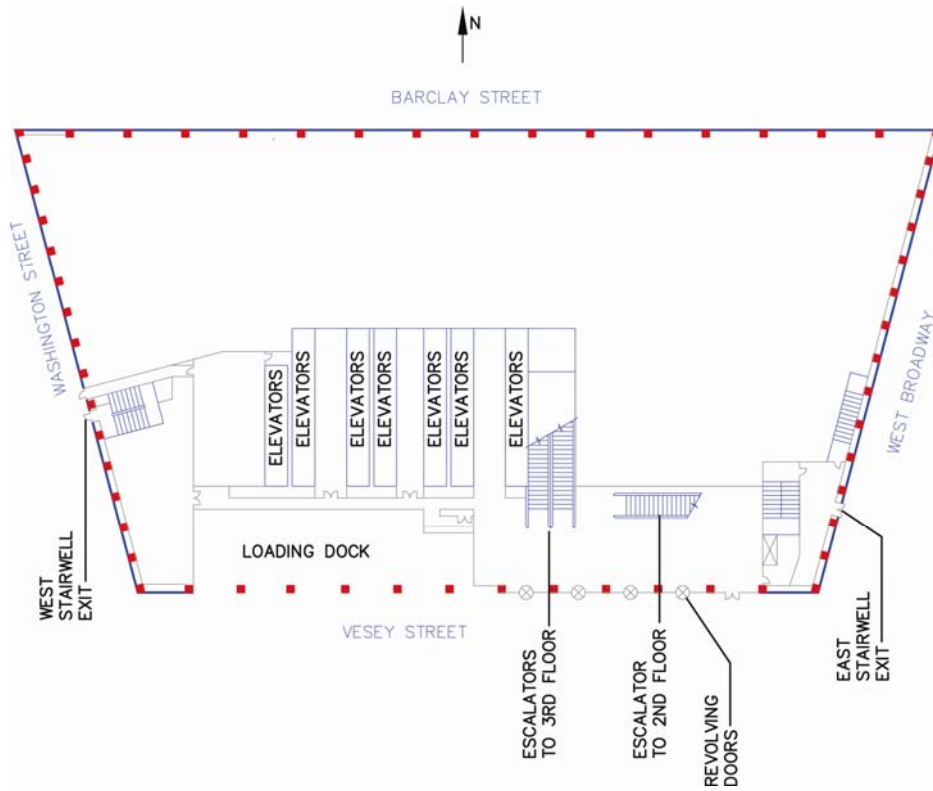 N
BARCLAY STREET
WASHINGTON STREET
WEST BROADWAY
ELEVATORS
ELEVATORS
ELEVATORS
ELEVATORS
ELEVATORS
ELEVATORS
ELEVATORS
LOADING DOCK
WEST
STAIRWELL
EXIT
VESEY STREET
ESCALATORS
TO 3RD FLOOR
ESCALATOR
TO 2ND FLOOR
REVOLVING
DOORS
EAST
STAIRWELL
EXIT